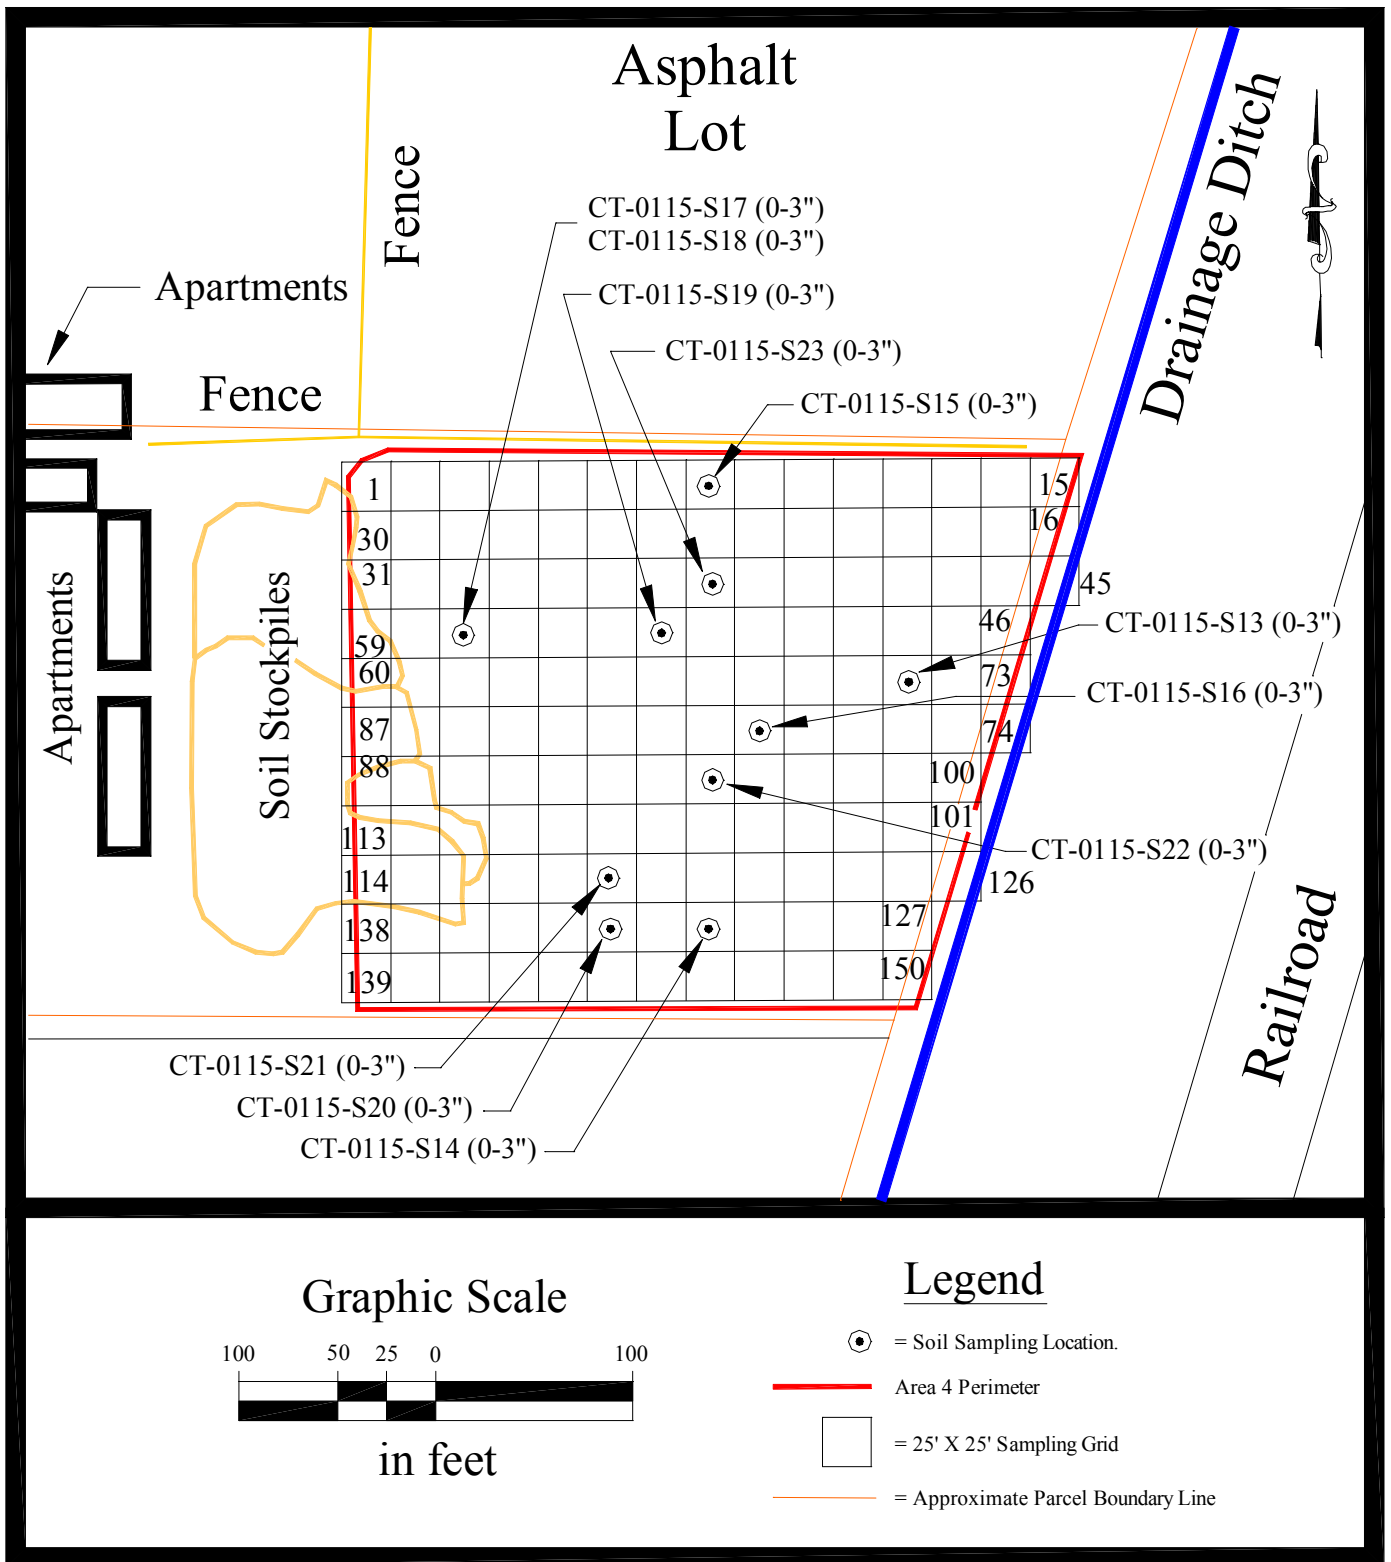 Asphalt
Lot
Fence
Drainage Ditch
CT-0115-S17 (0-3")
CT-0115-S18 (0-3")
Apartments
CT-0115-S19 (0-3")
CT-0115-S23 (0-3")
Fence
CT-0115-S15 (0-3")
1
15
16
30
31
45
46
CT-0115-S13 (0-3")
59
60
73
CT-0115-S16 (0-3")
Apartments
Soil Stockpiles
87
74
88
100
101
113
CT-0115-S22 (0-3")
114
126
138
127
139
150
Railroad
CT-0115-S21 (0-3")
CT-0115-S20 (0-3")
CT-0115-S14 (0-3")
Graphic Scale
100 50 25 0 100
in feet
Legend
= Soil Sampling Location.
Area 4 Perimeter
= 25' X 25' Sampling Grid
= Approximate Parcel Boundary Line